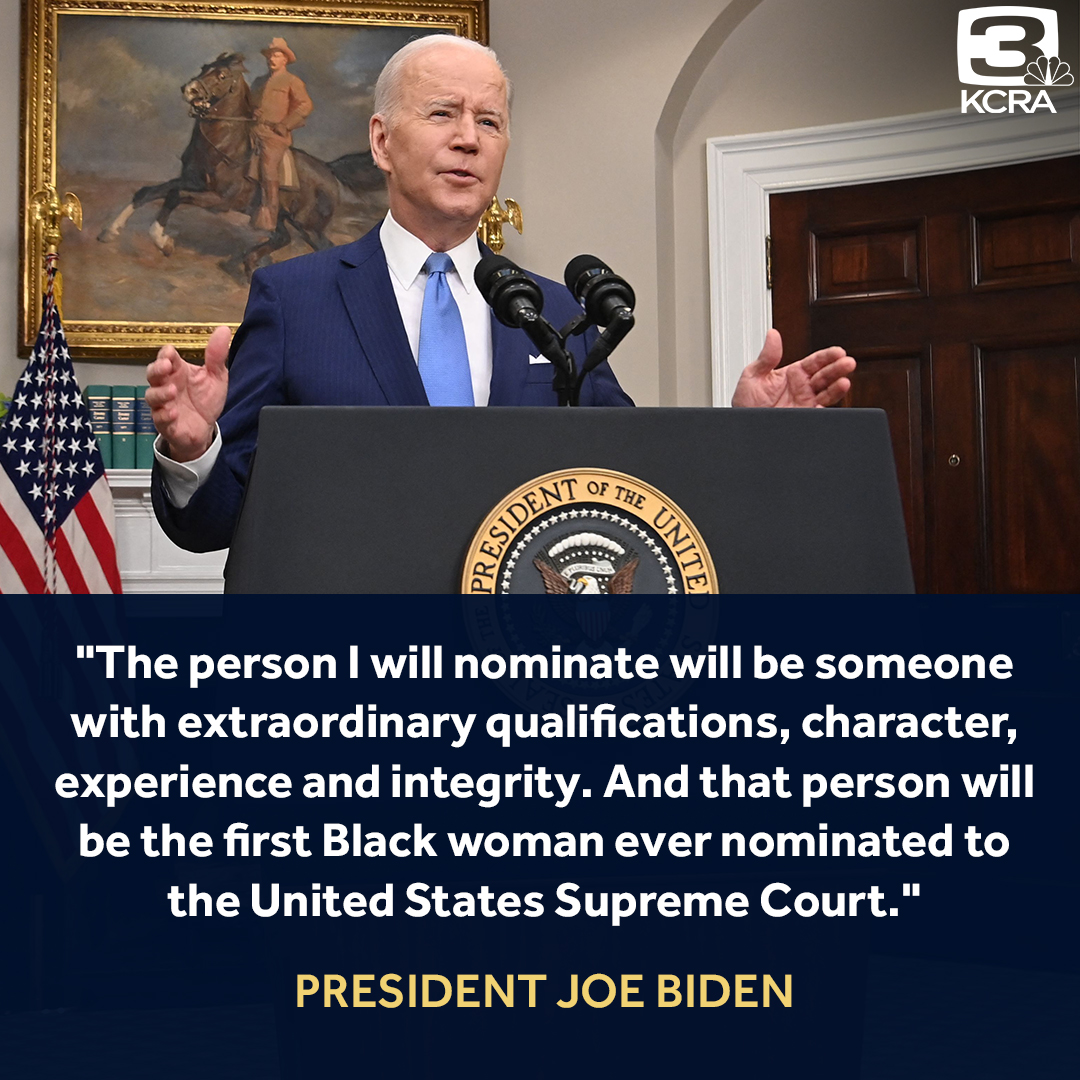 3
KCRA
PRESIDENT OF THE UNITED
"The person I will nominate will be someone
with extraordinary qualifications, character,
experience and integrity. And that person will
be the first Black woman ever nominated to
the United States Supreme Court."
PRESIDENT JOE BIDEN